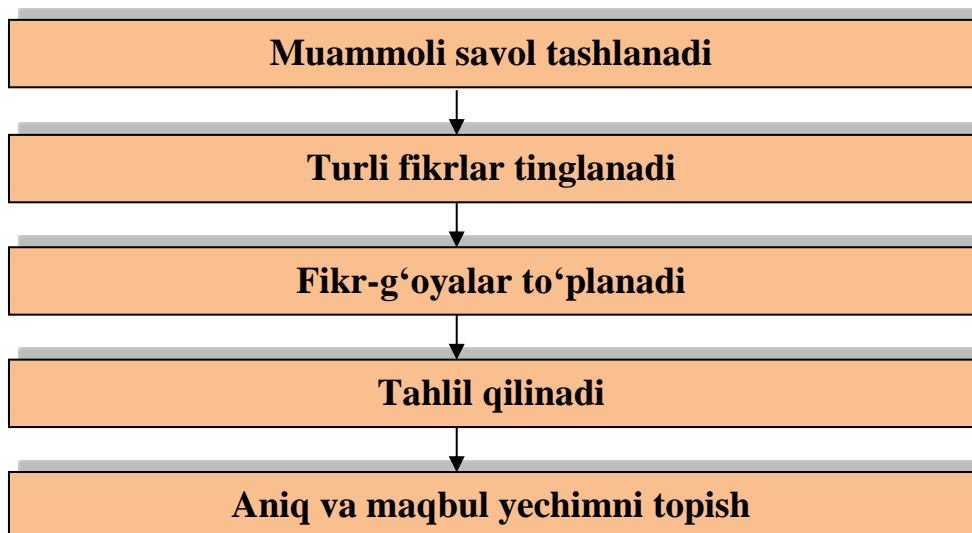 Muammoli savol tashlanadi
Turli fikrlar tinglanadi
Fikr-g‘oyalar to‘planadi
Tahlil qilinadi
Aniq va maqbul yechimni topish